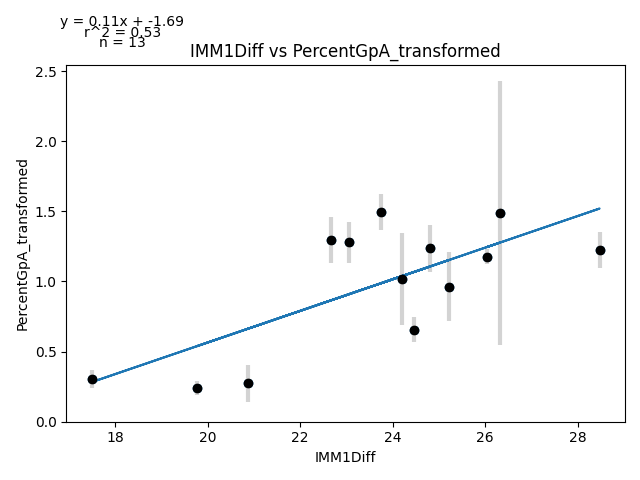 y = 0.11x + -1.69
r^2 = 0.53
n = 13
IMM1Diff vs PercentGpA_transformed
2.5
2.0
1.5
1.0
0.5
0.0
PercentGpA_transformed
18 20 22 24 26 28
IMM1Diff